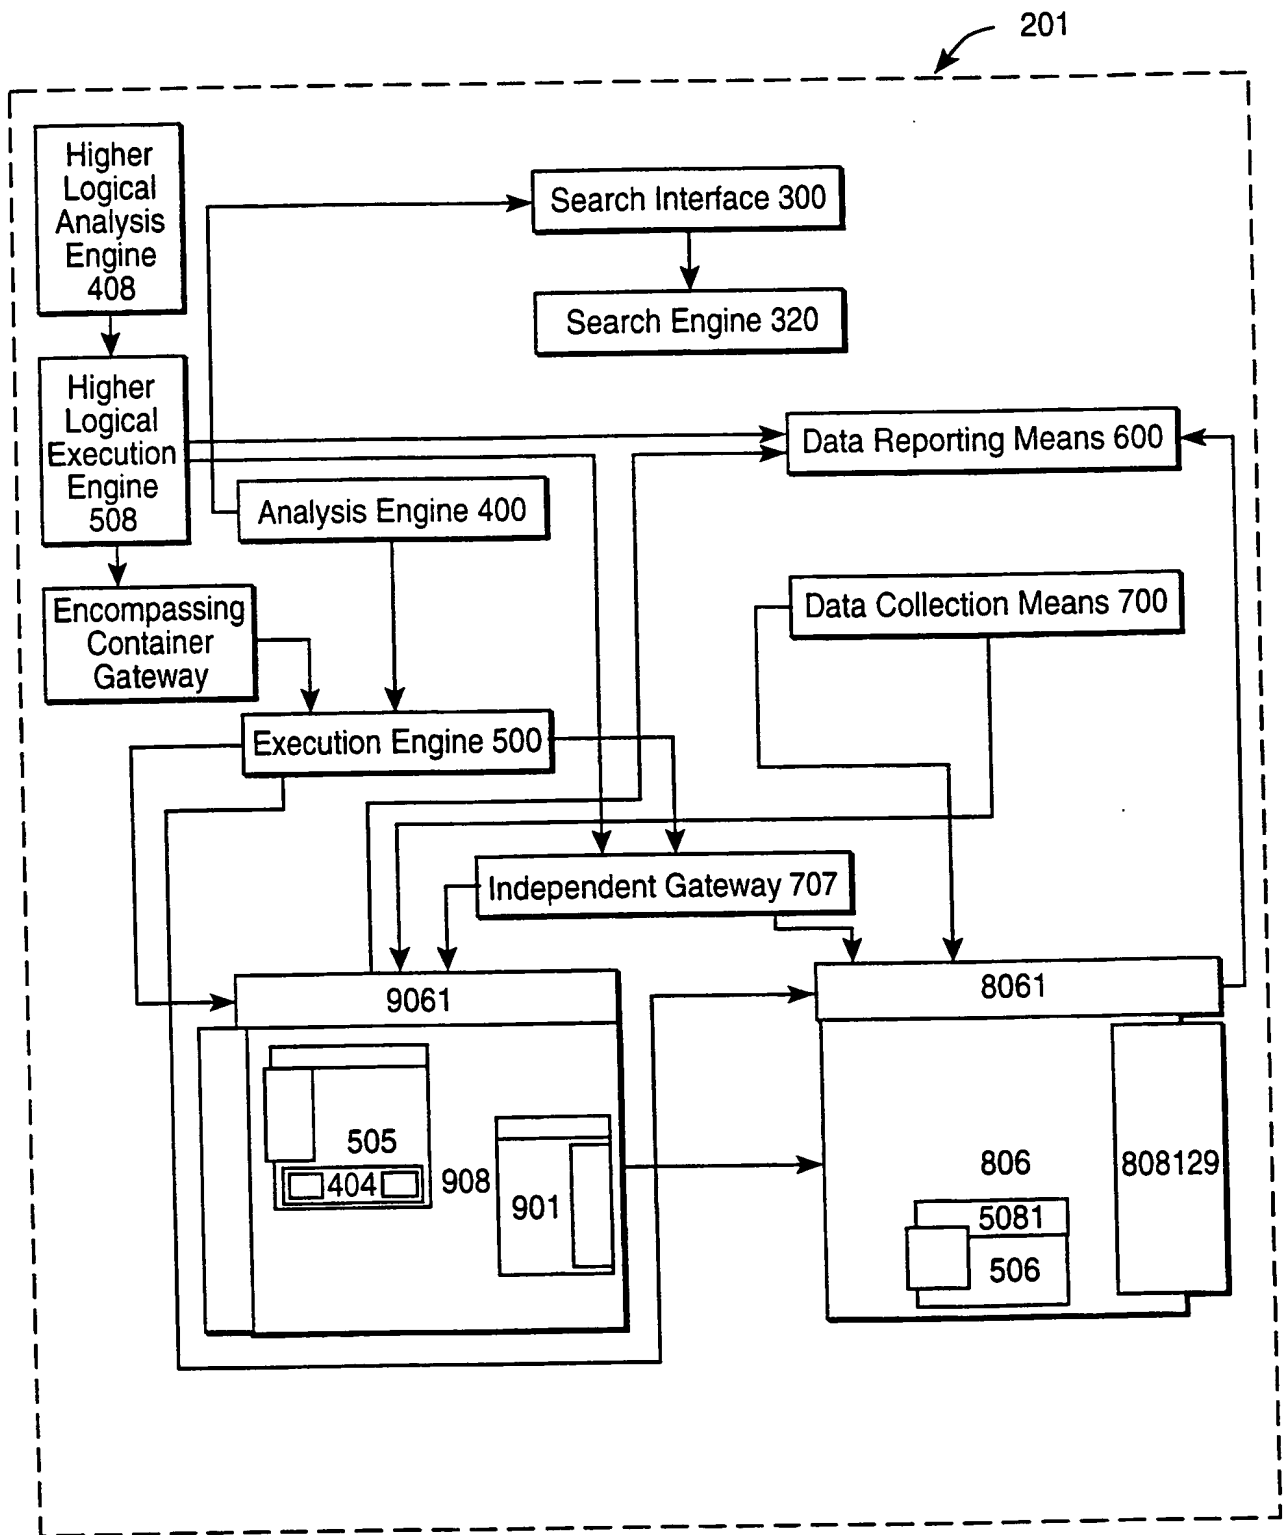 201
Higher
Logical
Analysis
Engine
408
Search Interface 300
Search Engine 320
Higher
Logical
Execution
Engine
508
Data Reporting Means 600
Analysis Engine 400
Data Collection Means 700
Encompassing
Container
Gateway
Execution Engine 500
Independent Gateway 707
9061
8061
505
404
908
901
806
808129
5081
506